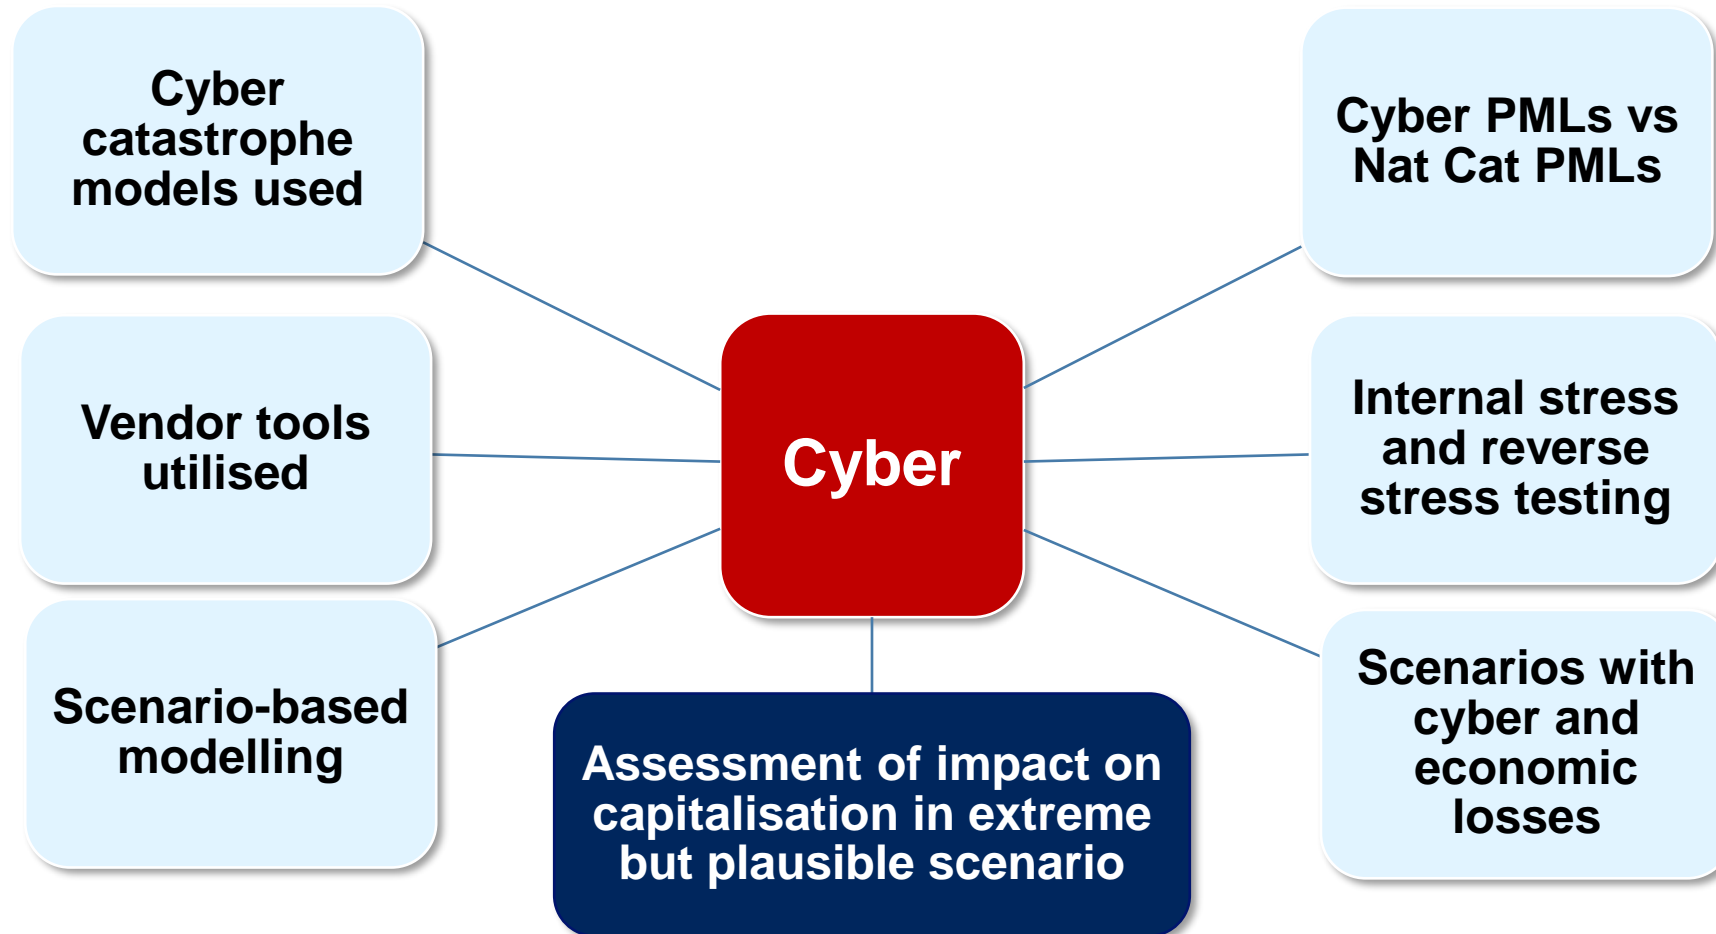 Cyber
catastrophe
models used
Vendor tools
utilised
Scenario-based
modelling
Cyber
Assessment of impact on
capitalisation in extreme
but plausible scenario
Cyber PMLs vs
Nat Cat PMLs
Internal stress
and reverse
stress testing
Scenarios with
cyber and
economic
losses